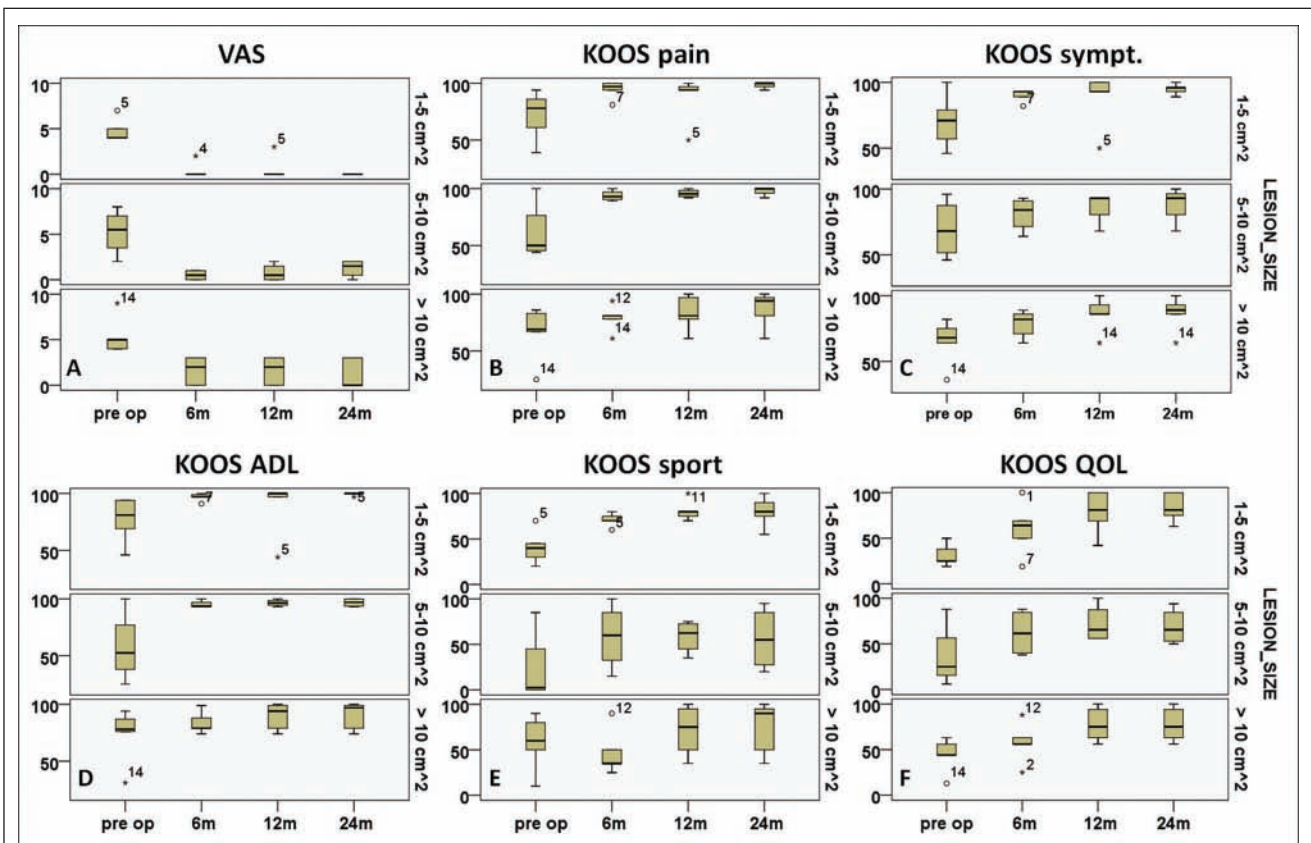 VAS KOOS pain KOOS sympt.
10 100 100
5 5 50 7 5 50 7 5 1-5 cm^2 1-5 cm^2 1-5 cm^2
4 5
0
10 100 100
5 50 50 5-10 cm^2 5-10 cm^2 5-10 cm^2 LESION_SIZE
0
10 14 100 12 100
5 50 14 50 14 14 > 10 cm^2 > 10 cm^2 > 10 cm^2
0 14 14
A B C
pre op 6m 12m 24m pre op 6m 12m 24m pre op 6m 12m 24m
KOOS ADL KOOS sport KOOS QOL
100 7 5 100 11 100 1
50 5 50 5 5 50 7 1-5 cm^2 1-5 cm^2 1-5 cm^2
0 0
100 100 100
50 50 50 5-10 cm^2 5-10 cm^2 5-10 cm^2 LESION_SIZE
0 0
100 100 12 100 12
50 14 50 50 14 2 > 10 cm^2 > 10 cm^2 > 10 cm^2
0 0
D E F
pre op 6m 12m 24m pre op 6m 12m 24m pre op 6m 12m 24m